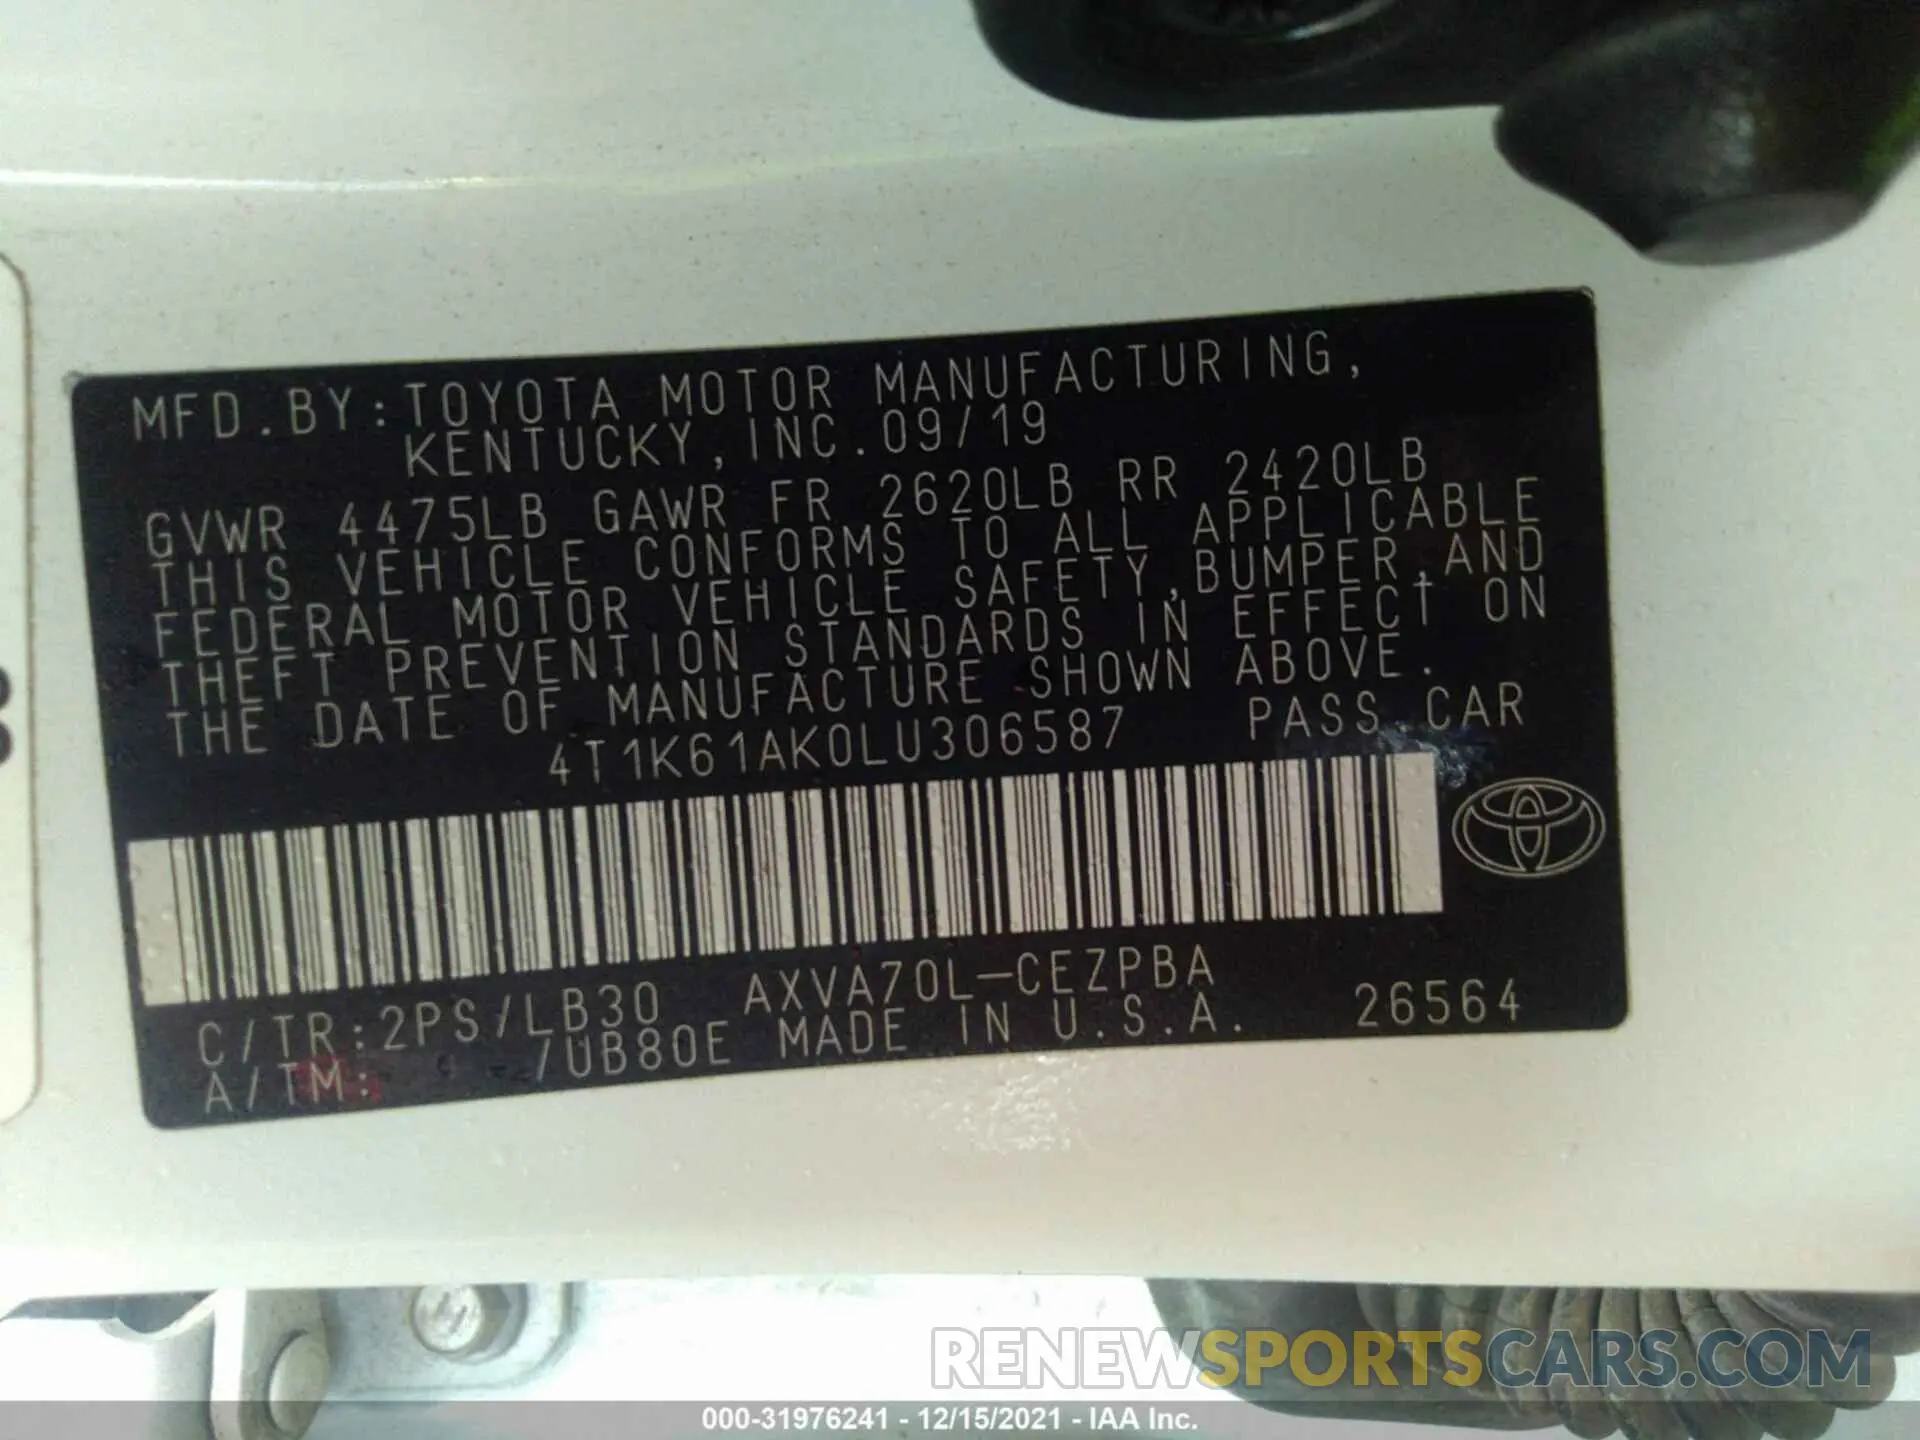 MFD.BY:TOYOTA MOTOR MANUFACTURING,
KENTUCKY,INC.09/19
GVWR 4475LB GAWR FR 2620LB RR 2420LB
THIS VEHICLE CONFORMS TO ALL APPLICABLE
FEDERAL MOTOR VEHICLE SAFETY,BUMPER,AND
THEFT PREVENTION STANDARDS IN EFFECT ON
THE DATE OF MANUFACTURE SHOWN ABOVE.
4T1K61AK0LU306587 PASS CAR
C/TR:2PS/LB30 AXVA70L-CEZPBA
A/TM: /UB80E MADE IN U.S.A. 26564
RENEWSPORTSCARS.COM
000-31976241 - 12/15/2021 - IAA Inc.